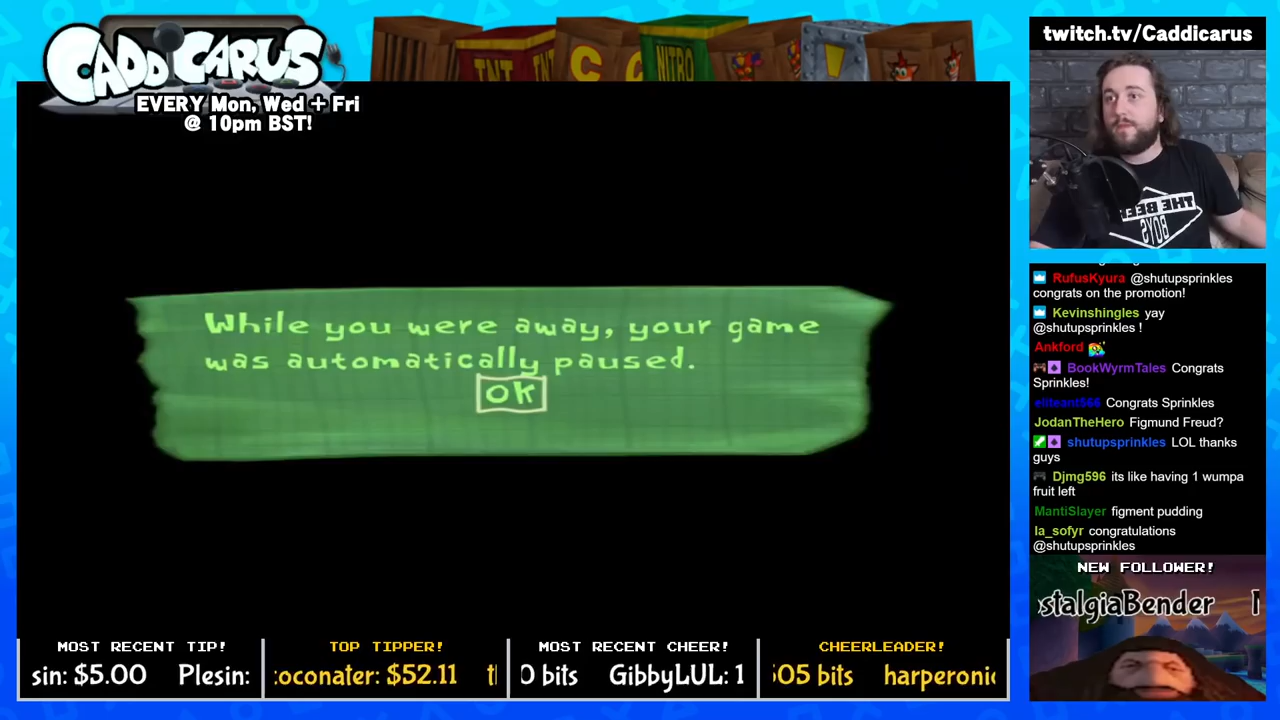 CADDICARUS
EVERY Mon, Wed + Fri
@ 10pm BST!
TNT
C
NITRO
twitch.tv/Caddicarus
THE BEER
BOYS
While you were away, your game
was automatically paused.
OK
RufusKyura @shutupsprinkles
congrats on the promotion!
Kevinshingles yay
@shutupsprinkles !
Ankford
BookWyrmTales Congrats
Sprinkles!
eliteant566 Congrats Sprinkles
JodanTheHero Figmund Freud?
shutupsprinkles LOL thanks
guys
Djmg596 its like having 1 wumpa
fruit left
MantiSlayer figment pudding
la_sofyr congratulations
@shutupsprinkles
NEW FOLLOWER!
stalgiaBender
MOST RECENT TIP!
sin: $5.00 Plesin:
TOP TIPPER!
oconater: $52.11
MOST RECENT CHEER!
0 bits GibbyLUL: 1
CHEERLEADER!
505 bits harperonic